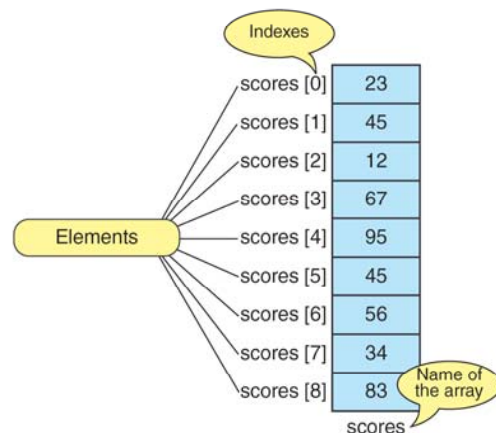 Indexes
scores [0] 23
scores [1] 45
scores [2] 12
scores [3] 67
Elements
scores [4] 95
scores [5] 45
scores [6] 56
scores [7] 34
scores [8] 83
Name of
the array
scores